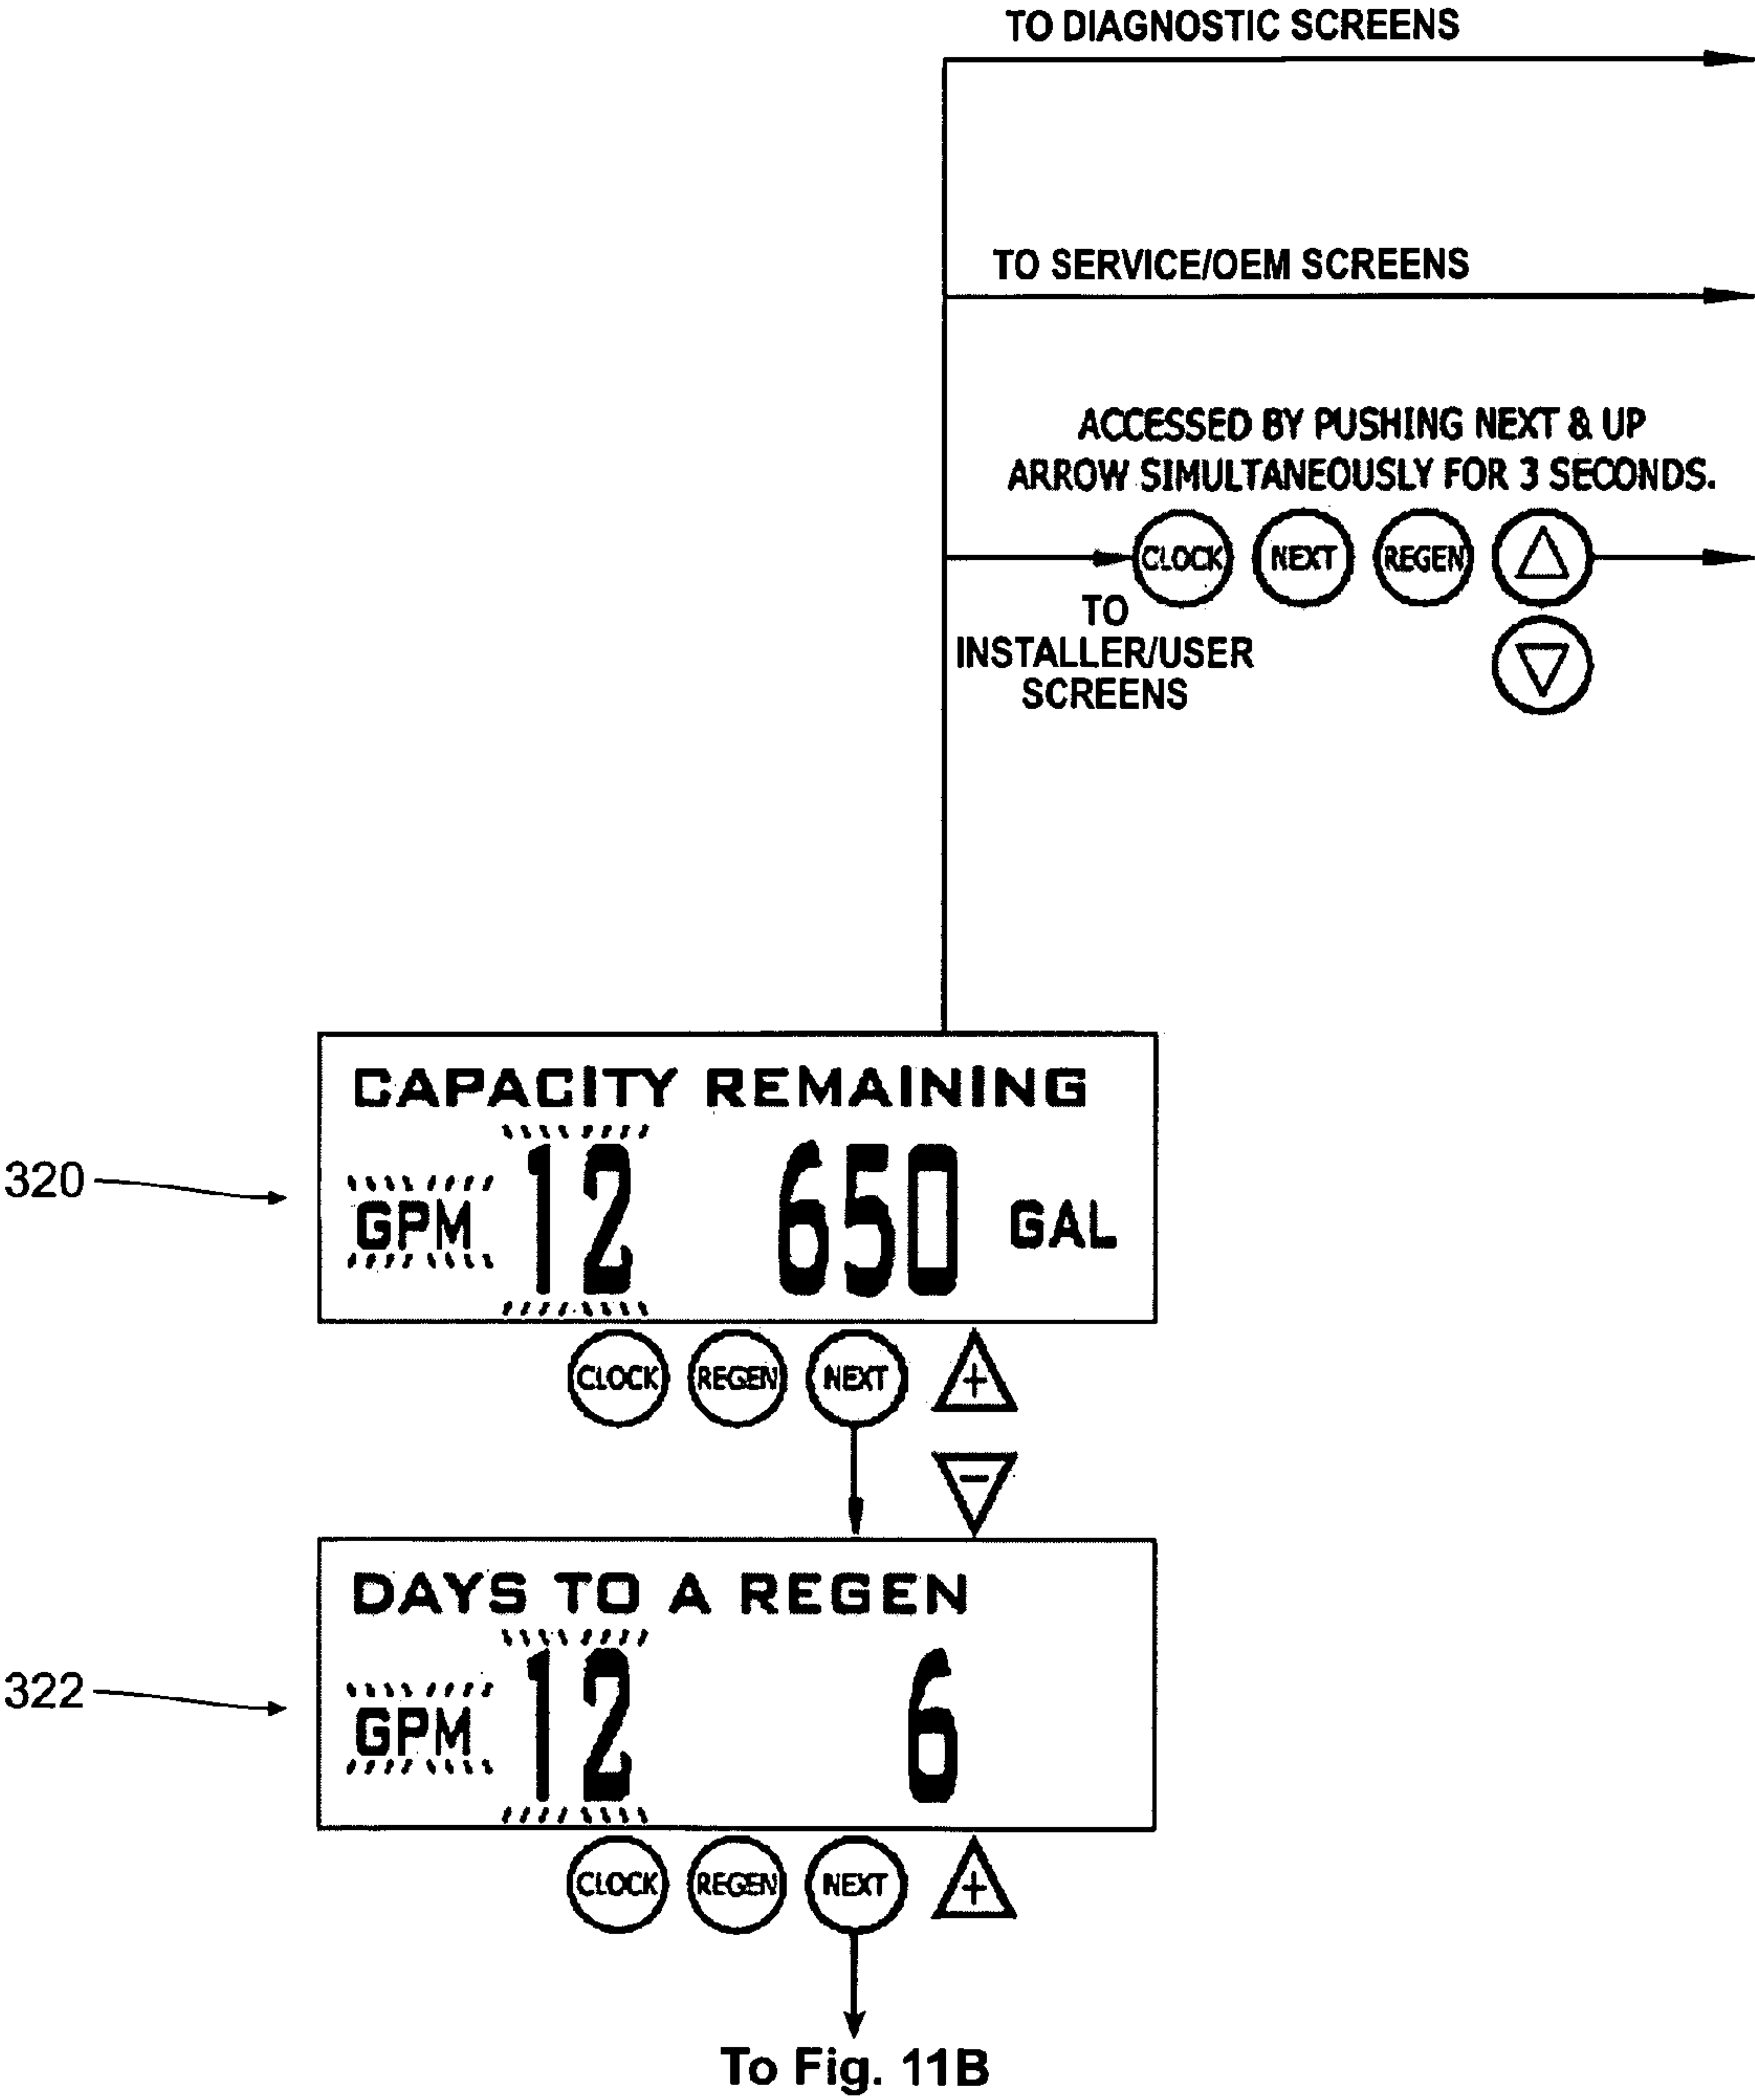 TO DIAGNOSTIC SCREENS
TO SERVICE/OEM SCREENS
ACCESSED BY PUSHING NEXT & UP
ARROW SIMULTANEOUSLY FOR 3 SECONDS.
CLOCK NEXT REGEN
TO
INSTALLER/USER
SCREENS
CAPACITY REMAINING
320
GPM 12 650 GAL
CLOCK REGEN NEXT +
−
DAYS TO A REGEN
322
GPM 12 6
CLOCK REGEN NEXT +
To Fig. 11B